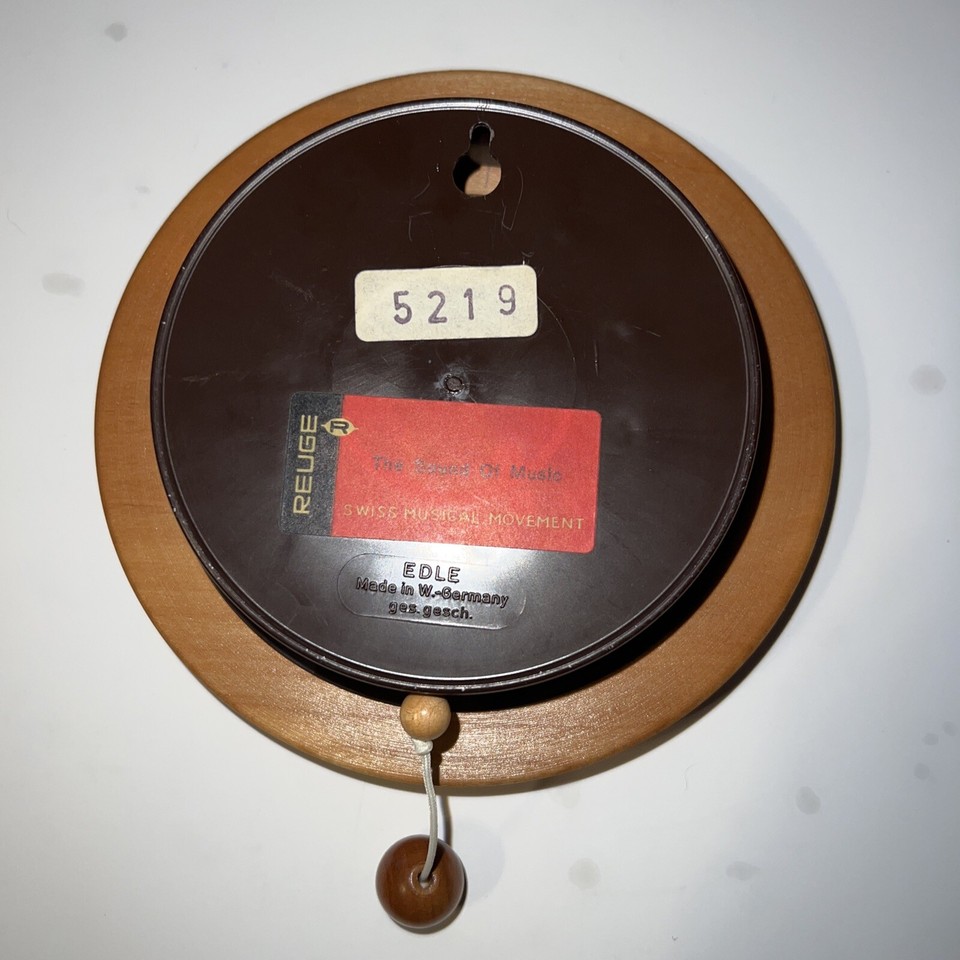 5219
REUGE
R
The Sound Of Music
SWISS MUSICAL MOVEMENT
EDLE
Made in W.-Germany
ges. gesch.